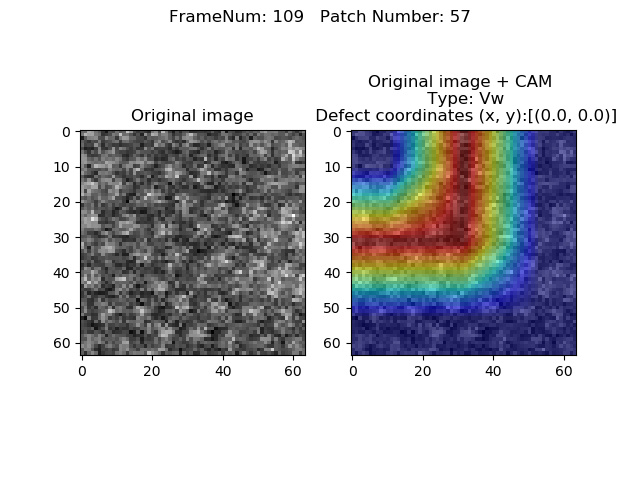 FrameNum: 109   Patch Number: 57
Original image
0
10
20
30
40
50
60
0 20 40 60
Original image + CAM
Type: Vw
Defect coordinates (x, y):[(0.0, 0.0)]
0
10
20
30
40
50
60
0 20 40 60